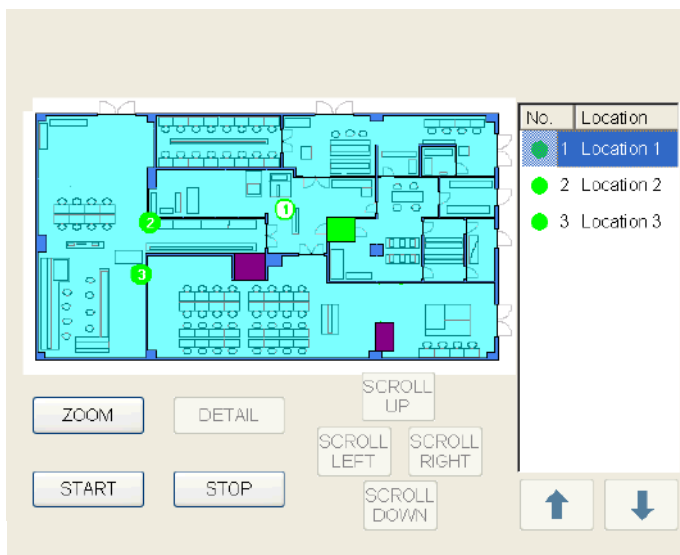 No. Location
1 Location 1
2 Location 2
3 Location 3
1
2
3
ZOOM
DETAIL
SCROLL
UP
SCROLL
LEFT
SCROLL
RIGHT
START
STOP
SCROLL
DOWN